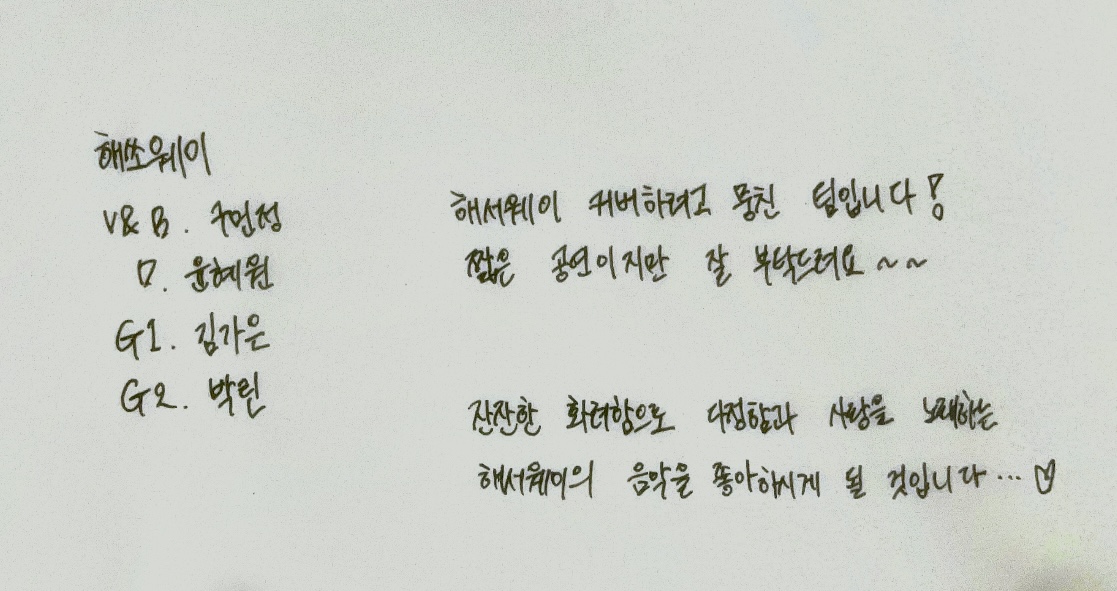 해쏘웨이
V&B. 구민정
D. 윤혜원
G1. 김가은
G2. 박린
해서웨이 커버하려고 뭉친 팀입니다!
짧은 공연이지만 잘 부탁드려요~~
잔잔한 화려함으로 다정함과 사랑을 노래하는
해서웨이의 음악을 좋아하시게 될 것입니다... ♡